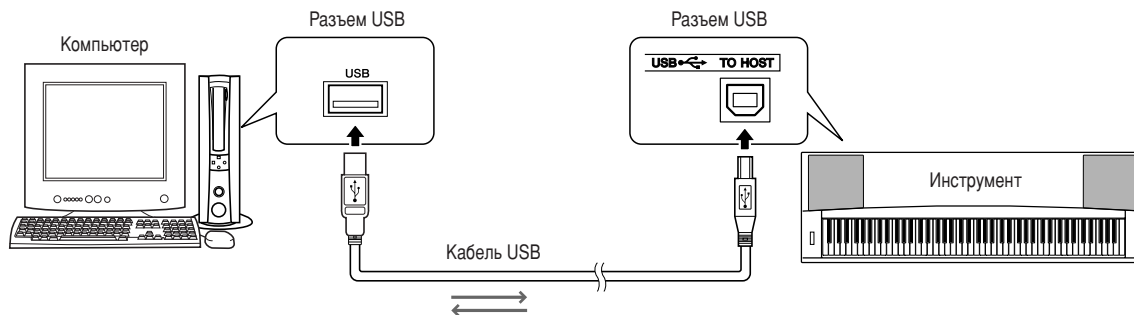 Разъем USB
Разъем USB
Компьютер
USB
USB TO HOST
Инструмент
Кабель USB